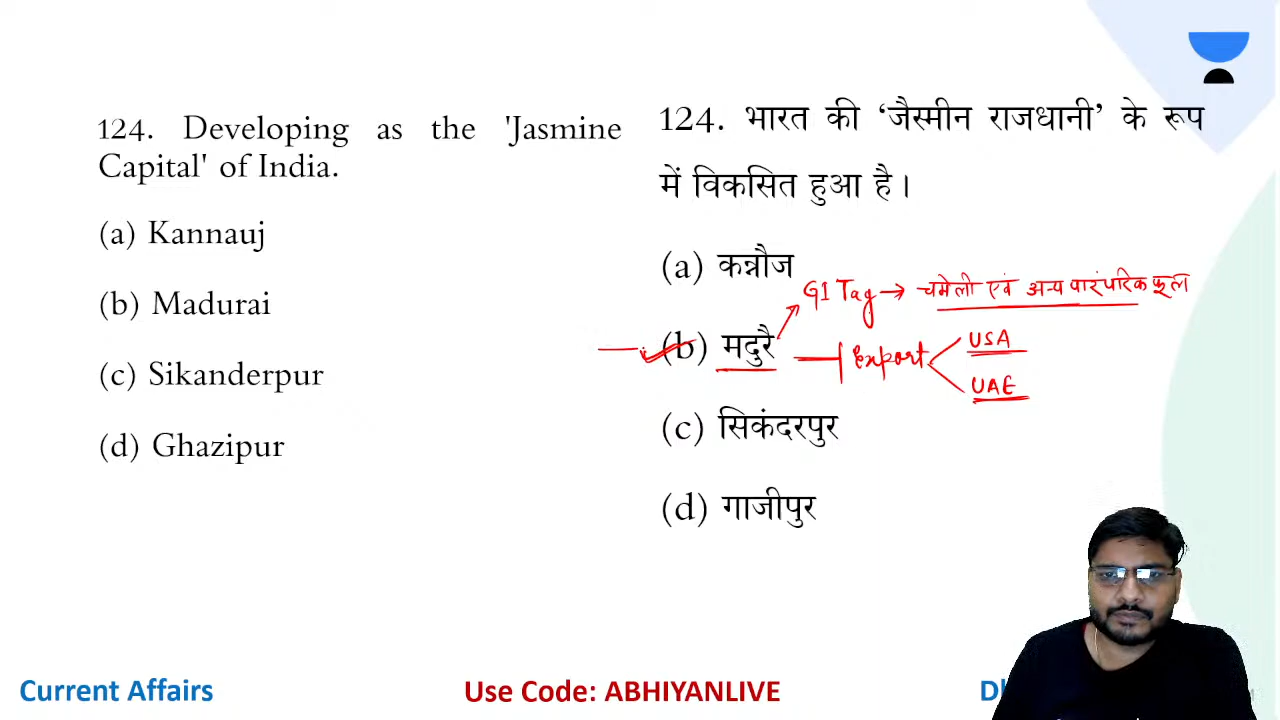 124. Developing as the 'Jasmine
Capital' of India.
(a) Kannauj
(b) Madurai
(c) Sikanderpur
(d) Ghazipur
124. भारत की ‘जैस्मीन राजधानी’ के रूप
में विकसित हुआ है।
(a) कन्नौज
GI Tag → चमेली एवं अन्य पारंपरिक फूल
(b) मदुरै
Export
USA
UAE
(c) सिकंदरपुर
(d) गाजीपुर
Current Affairs
Use Code: ABHIYANLIVE